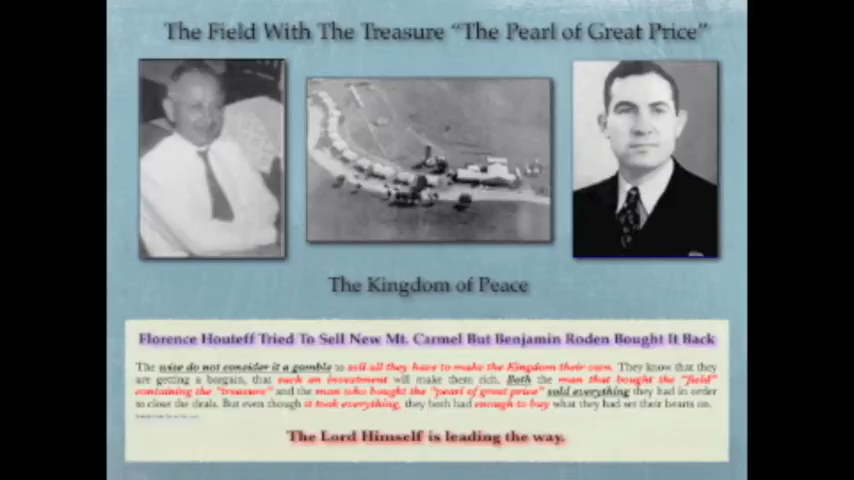 The Field With The Treasure “The Pearl of Great Price”
The Kingdom of Peace
Florence Houteff Tried To Sell New Mt. Carmel But Benjamin Roden Bought It Back
The wise do not consider it a gamble to sell all they have to make the Kingdom their own. They know that they
are getting a bargain, that such an investment will make them rich. Both the man that bought the “field”
containing the “treasure” and the man who bought the “pearl of great price” sold everything they had in order
to close the deals. But even though it took everything, they both had enough to buy what they had set their hearts on.
The Lord Himself is leading the way.